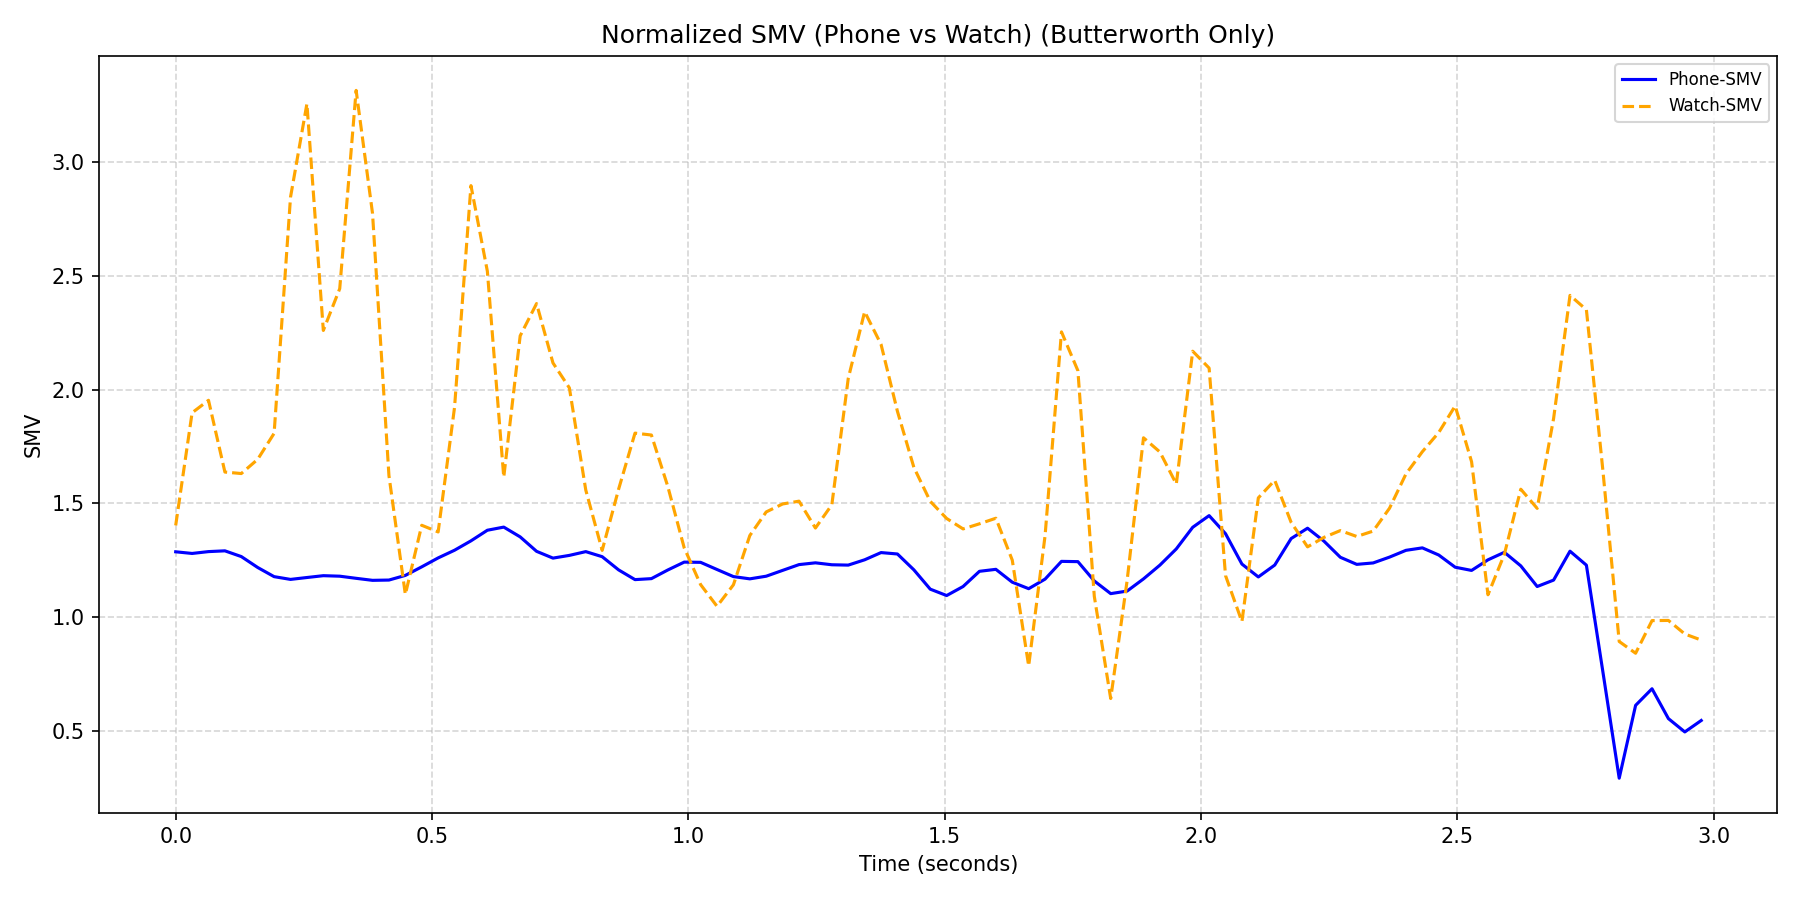 Normalized SMV (Phone vs Watch) (Butterworth Only)
Phone-SMV
Watch-SMV
3.0
2.5
2.0
1.5
1.0
0.5
SMV
0.0 0.5 1.0 1.5 2.0 2.5 3.0
Time (seconds)